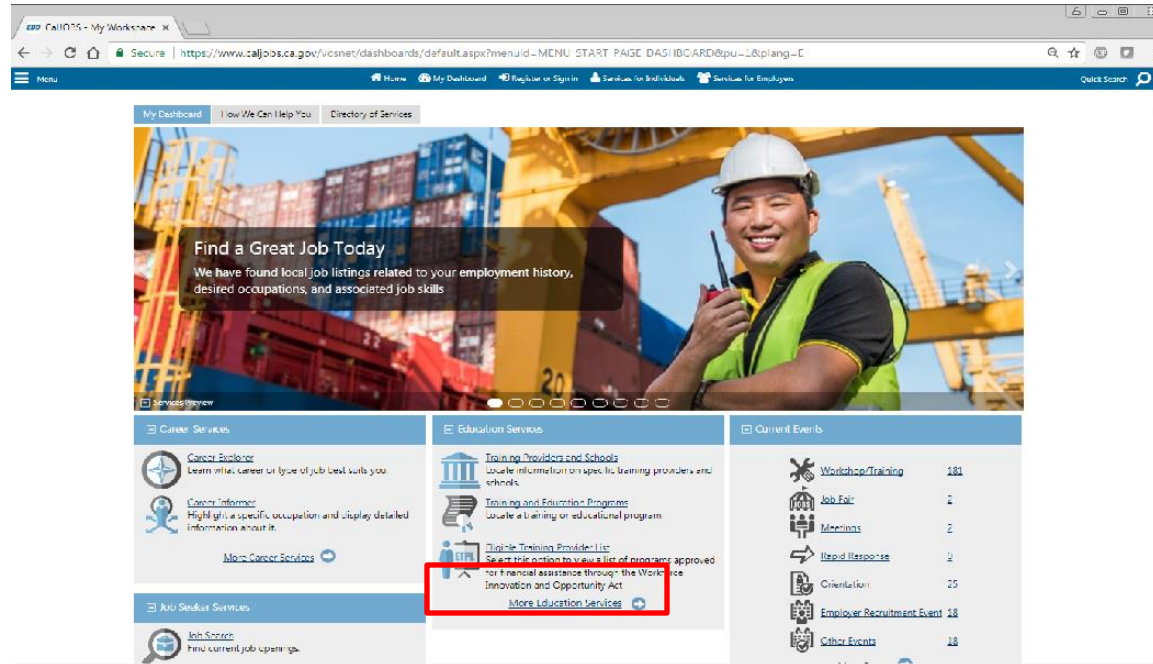 CalJOBS - My Workspace
Secure | https://www.caljobs.ca.gov/vosnet/dashboards/default.aspx?menuid=MENU_START_PAGE_DASHBOARD&pu=1&plang=E
Menu
Home My Dashboard Register or Sign in Services for Individuals Services for Employers
Quick Search
My Dashboard How We Can Help You Directory of Services
Find a Great Job Today
We have found local job listings related to your employment history,
desired occupations, and associated job skills
22
20
Services Preview
Career Services
Career Explorer
Learn what career or type of job best suits you.
Career Informer
Highlight a specific occupation and display detailed
information about it.
More Career Services
Job Seeker Services
Job Search
Find current job openings.
Education Services
Training Providers and Schools
Locate information on specific training providers and
schools.
Training and Education Programs
Locate a training or educational program.
ETPL
Eligible Training Provider List
Select this option to view a list of programs approved
for financial assistance through the Workforce
Innovation and Opportunity Act
More Education Services
Current Events
Workshop/Training 181
Job Fair 2
Meetings
Rapid Response
Orientation 25
Employer Recruitment Event 18
Other Events 18